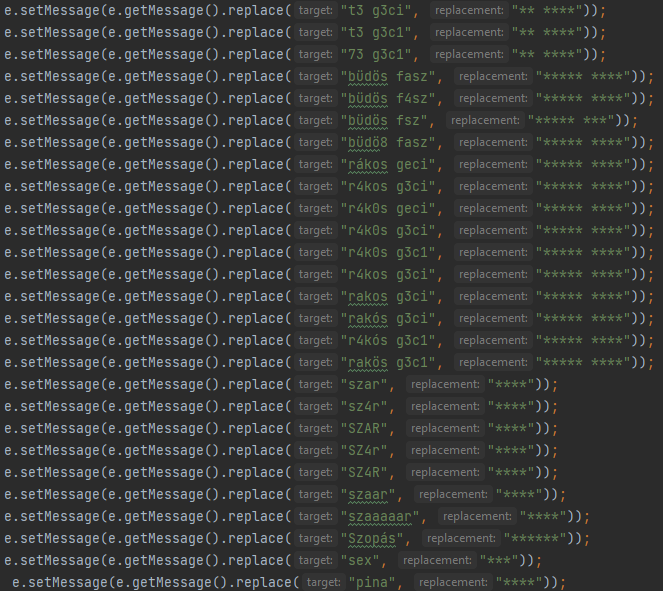 e.setMessage(e.getMessage().replace( target: "t3 g3ci", replacement: "** ****"));
e.setMessage(e.getMessage().replace( target: "t3 g3c1", replacement: "** ****"));
e.setMessage(e.getMessage().replace( target: "73 g3c1", replacement: "** ****"));
e.setMessage(e.getMessage().replace( target: "büdös fasz", replacement: "***** ****"));
e.setMessage(e.getMessage().replace( target: "büdös f4sz", replacement: "***** ****"));
e.setMessage(e.getMessage().replace( target: "büdös fsz", replacement: "***** ***"));
e.setMessage(e.getMessage().replace( target: "büdö8 fasz", replacement: "***** ****"));
e.setMessage(e.getMessage().replace( target: "rákos geci", replacement: "***** ****"));
e.setMessage(e.getMessage().replace( target: "r4kos g3ci", replacement: "***** ****"));
e.setMessage(e.getMessage().replace( target: "r4k0s geci", replacement: "***** ****"));
e.setMessage(e.getMessage().replace( target: "r4k0s g3ci", replacement: "***** ****"));
e.setMessage(e.getMessage().replace( target: "r4k0s g3c1", replacement: "***** ****"));
e.setMessage(e.getMessage().replace( target: "r4kos g3ci", replacement: "***** ****"));
e.setMessage(e.getMessage().replace( target: "rakos g3ci", replacement: "***** ****"));
e.setMessage(e.getMessage().replace( target: "rakós g3ci", replacement: "***** ****"));
e.setMessage(e.getMessage().replace( target: "r4kós g3c1", replacement: "***** ****"));
e.setMessage(e.getMessage().replace( target: "rakös g3c1", replacement: "***** ****"));
e.setMessage(e.getMessage().replace( target: "szar", replacement: "****"));
e.setMessage(e.getMessage().replace( target: "sz4r", replacement: "****"));
e.setMessage(e.getMessage().replace( target: "SZAR", replacement: "****"));
e.setMessage(e.getMessage().replace( target: "SZ4r", replacement: "****"));
e.setMessage(e.getMessage().replace( target: "SZ4R", replacement: "****"));
e.setMessage(e.getMessage().replace( target: "szaar", replacement: "****"));
e.setMessage(e.getMessage().replace( target: "szaaaaar", replacement: "****"));
e.setMessage(e.getMessage().replace( target: "Szopás", replacement: "******"));
e.setMessage(e.getMessage().replace( target: "sex", replacement: "***"));
e.setMessage(e.getMessage().replace( target: "pina", replacement: "****"));